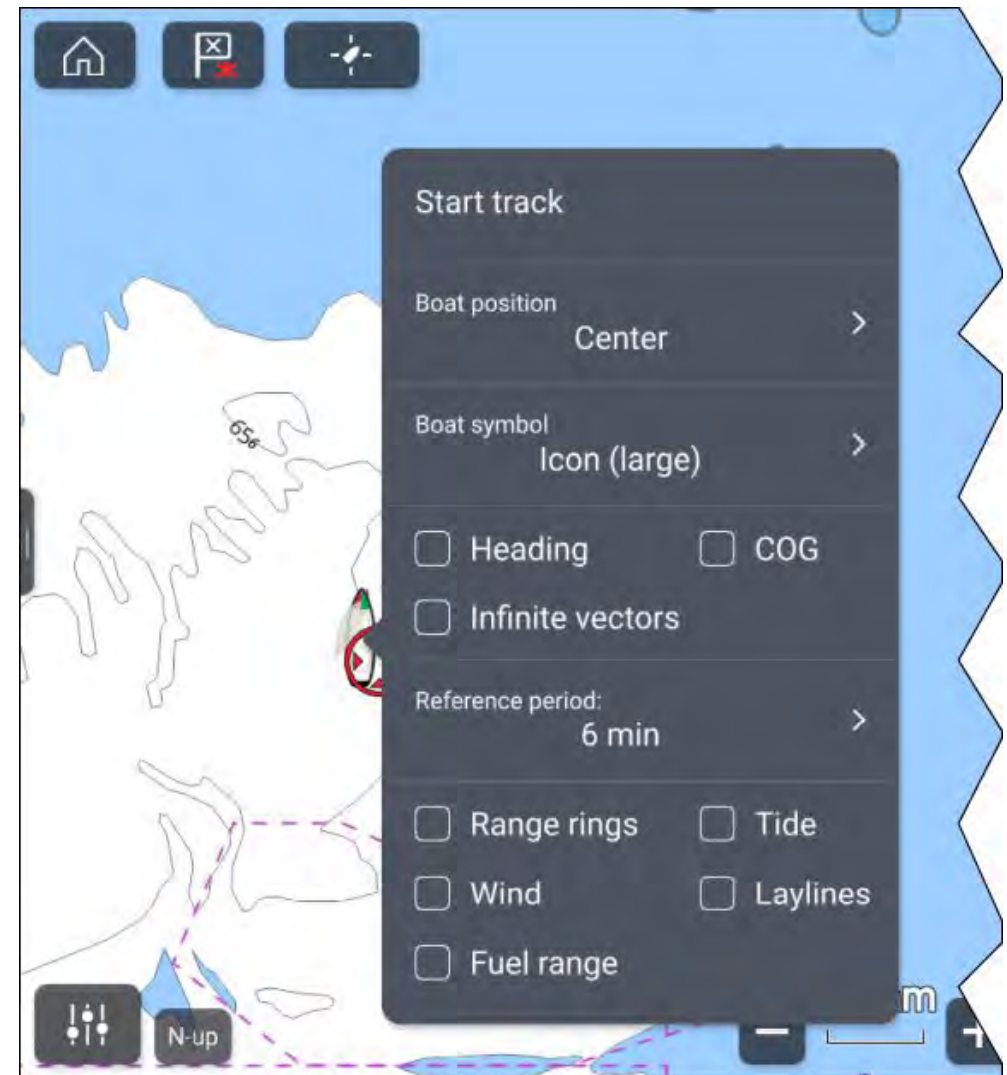 Start track
Boat position
Center
Boat symbol
Icon (large)
Heading COG
Infinite vectors
Reference period:
6 min
Range rings Tide
Wind Laylines
Fuel range
656
N-up